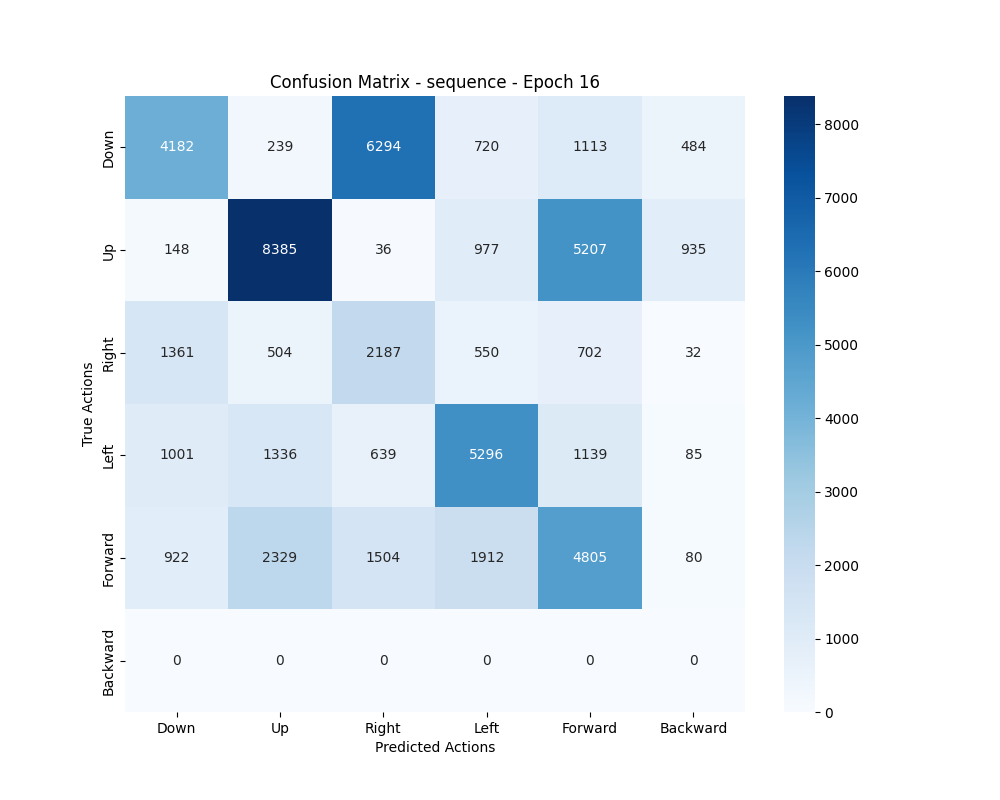 Confusion Matrix - sequence - Epoch 16
Down 4182 239 6294 720 1113 484
Up 148 8385 36 977 5207 935
Right 1361 504 2187 550 702 32
Left 1001 1336 639 5296 1139 85
Forward 922 2329 1504 1912 4805 80
Backward 0 0 0 0 0 0
Down Up Right Left Forward Backward
Predicted Actions
True Actions
8000
7000
6000
5000
4000
3000
2000
1000
0